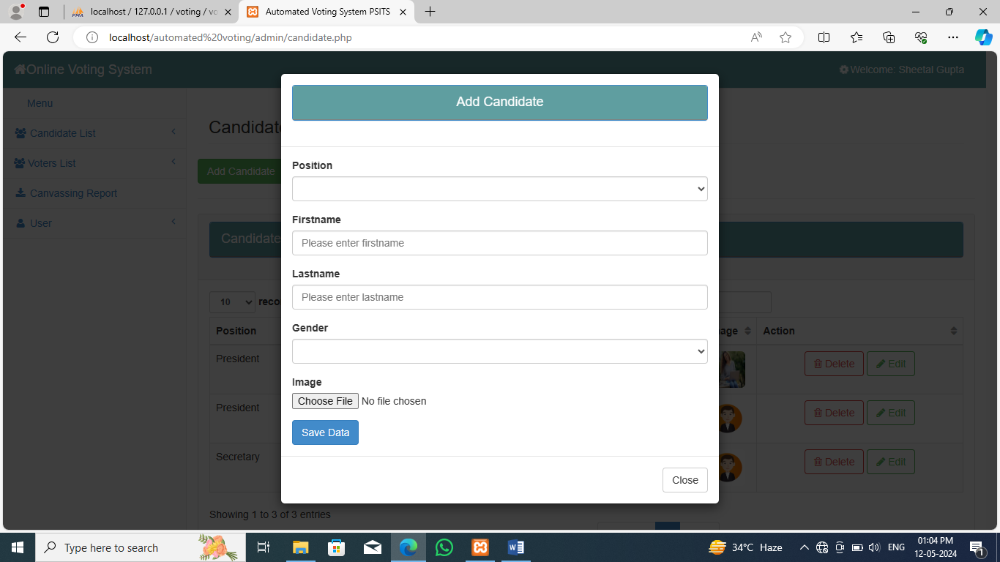 localhost / 127.0.0.1 / voting / vo
Automated Voting System PSITS
localhost/automated%20voting/admin/candidate.php
Online Voting System
Welcome: Sheetal Gupta
Menu
Candidate List
Voters List
Canvassing Report
User
Candidate
Add Candidate
Candidate
10
reco
Position
age
Action
President
Delete
Edit
President
Delete
Edit
Secretary
Delete
Edit
Showing 1 to 3 of 3 entries
Add Candidate
Position
Firstname
Please enter firstname
Lastname
Please enter lastname
Gender
Image
Choose File No file chosen
Save Data
Close
Type here to search
34°C Haze
ENG
01:04 PM
12-05-2024
1